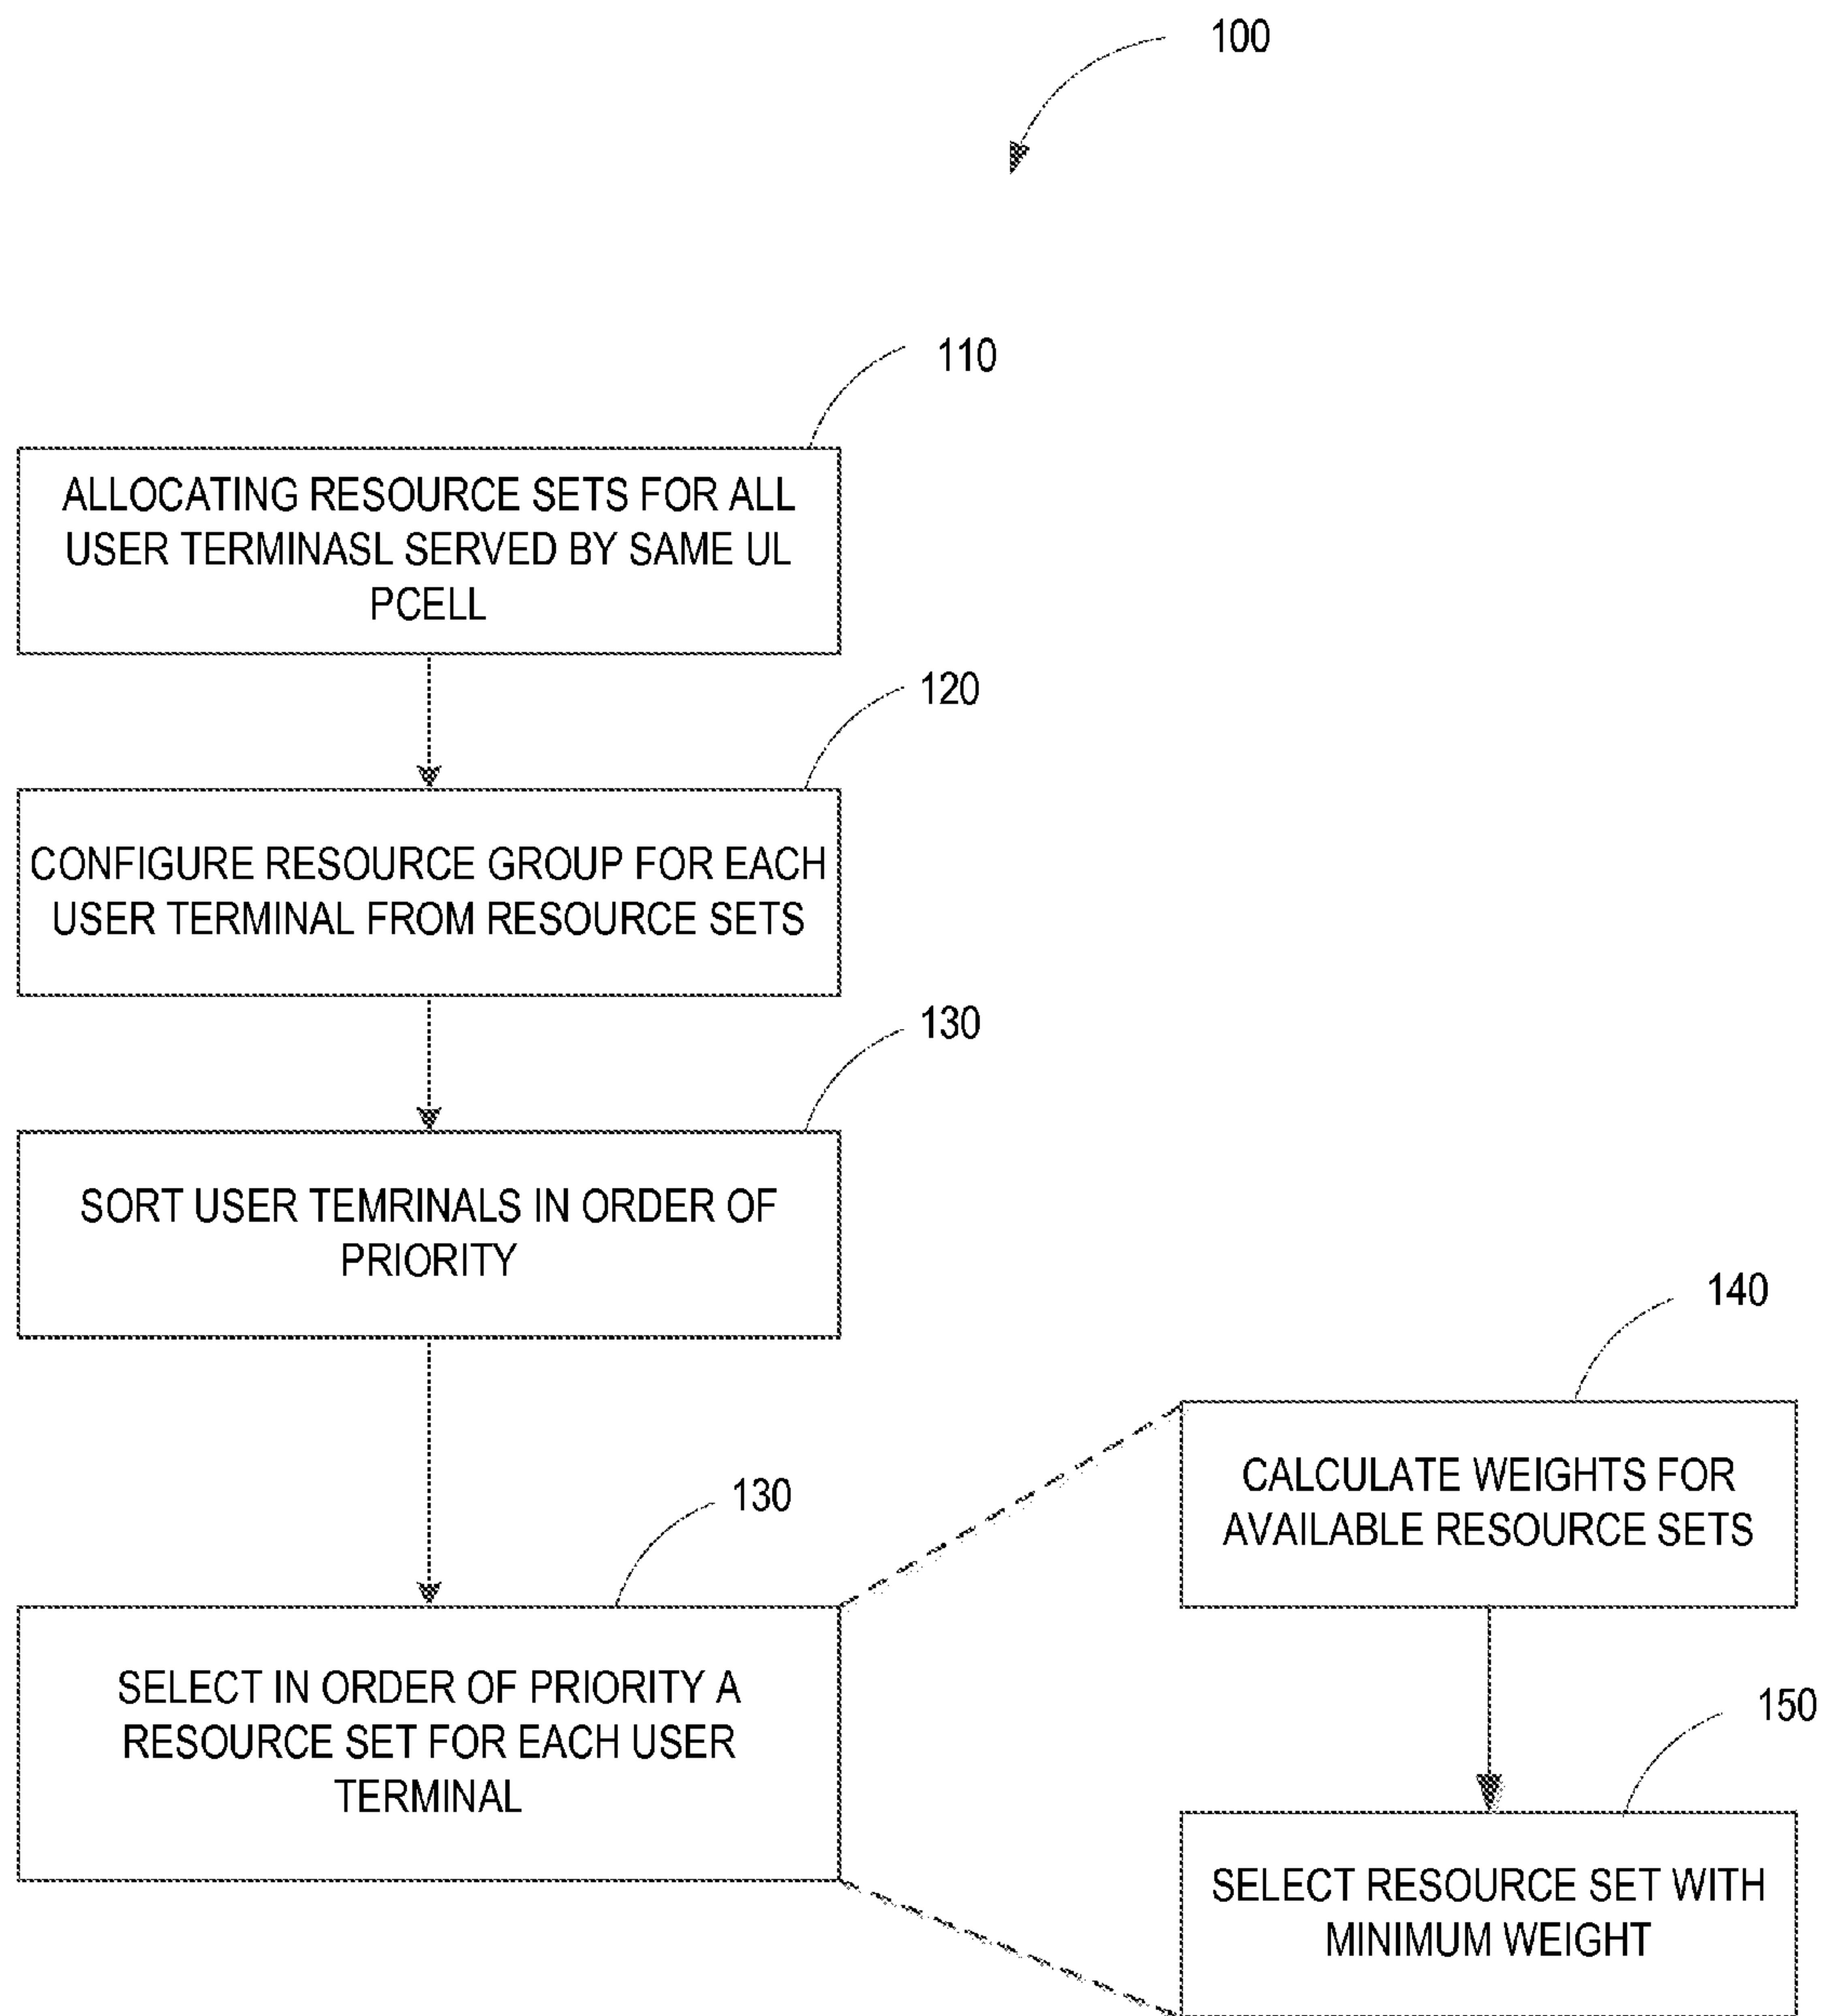 100
110
ALLOCATING RESOURCE SETS FOR ALL
USER TERMINASL SERVED BY SAME UL
PCELL
120
CONFIGURE RESOURCE GROUP FOR EACH
USER TERMINAL FROM RESOURCE SETS
130
SORT USER TEMRINALS IN ORDER OF
PRIORITY
130
SELECT IN ORDER OF PRIORITY A
RESOURCE SET FOR EACH USER
TERMINAL
140
CALCULATE WEIGHTS FOR
AVAILABLE RESOURCE SETS
150
SELECT RESOURCE SET WITH
MINIMUM WEIGHT